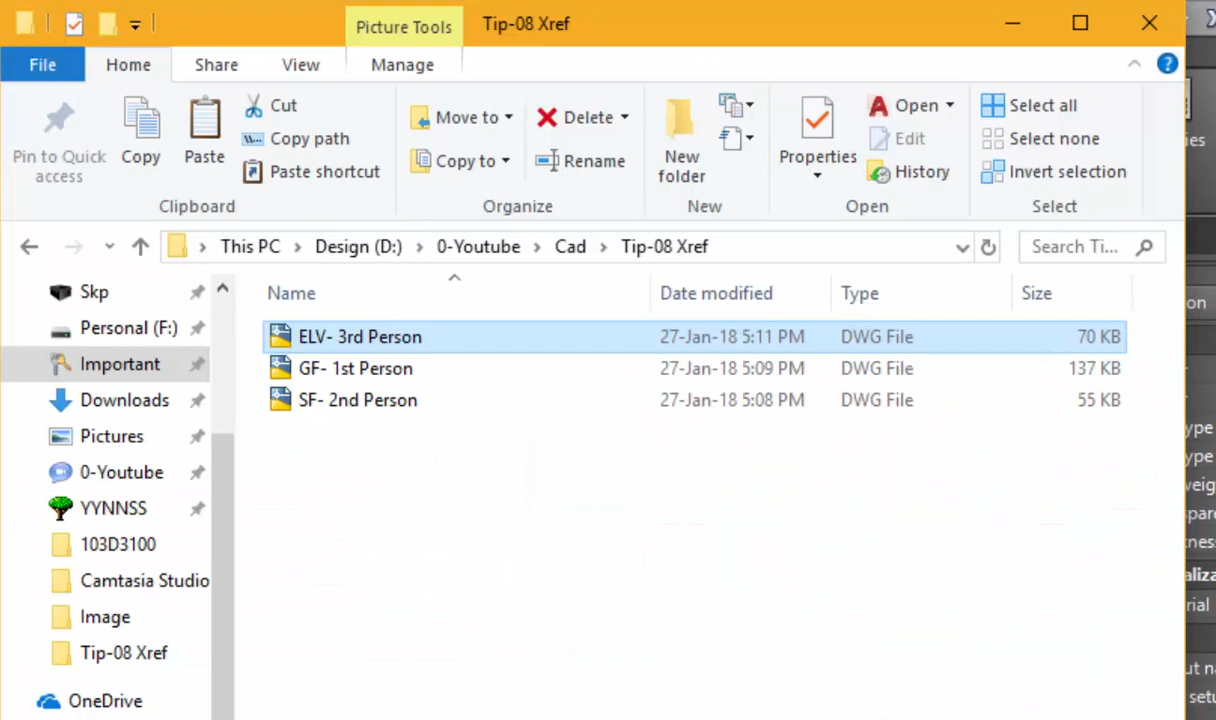 Picture Tools
Tip-08 Xref
File
Home
Share
View
Manage
Pin to Quick access
Copy
Paste
Cut
Copy path
Paste shortcut
Clipboard
Move to
Copy to
Delete
Rename
Organize
New folder
New
Properties
Open
Edit
History
Open
Select all
Select none
Invert selection
Select
This PC > Design (D:) > 0-Youtube > Cad > Tip-08 Xref
Search Ti...
Skp
Personal (F:)
Important
Downloads
Pictures
0-Youtube
YYNNSS
103D3100
Camtasia Studio
Image
Tip-08 Xref
OneDrive
Name Date modified Type Size
ELV- 3rd Person 27-Jan-18 5:11 PM DWG File 70 KB
GF- 1st Person 27-Jan-18 5:09 PM DWG File 137 KB
SF- 2nd Person 27-Jan-18 5:08 PM DWG File 55 KB